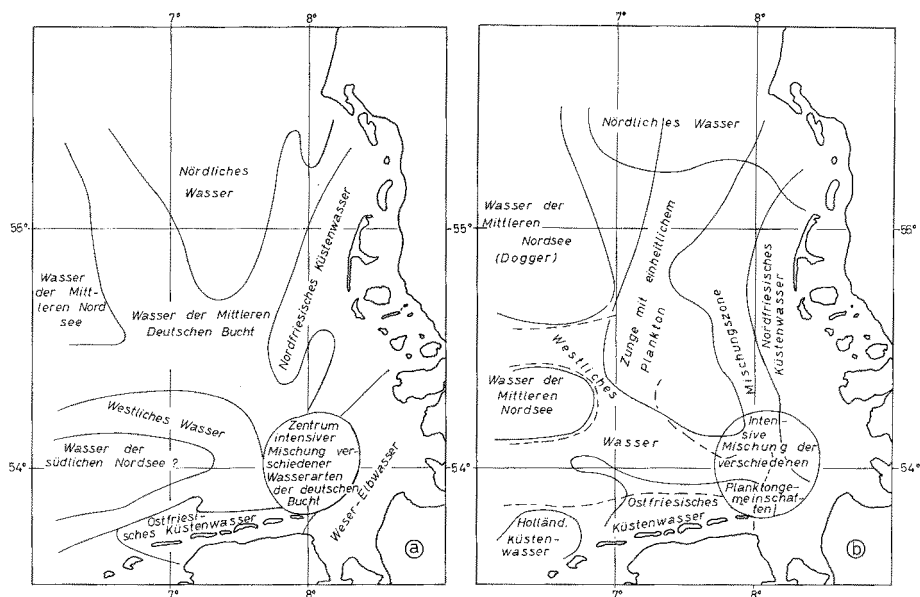 7°
8°
Nördliches
Wasser
55°
Wasser
der Mitt-
leren Nord
see
Wasser der Mittleren
Deutschen Bucht
Nordfriesisches Küstenwasser
Westliches Wasser
Wasser der
südlichen Nordsee?
54°
Zentrum
intensiver
Mischung ver-
schiedener
Wasserarten
der deutschen
Bucht
Ostfriesi-
sches Küstenwasser
Weser-Elbwasser
a
7°
8°
7°
8°
Nördliches Wasser
Wasser der
Mittleren
Nordsee
(Dogger)
55°
55°
Zunge mit einheitlichem
Plankton
Mischungszone
Nordfriesisches
Küstenwasser
Westliches
Wasser der
Mittleren
Nordsee
Wasser
54°
54°
Inten-
sive
Mischung der
verschiedenen
Planktonge-
meinschaf-
ten)
Ostfriesisches
Küstenwasser
Holländ.
Küsten-
wasser
b
7°
8°